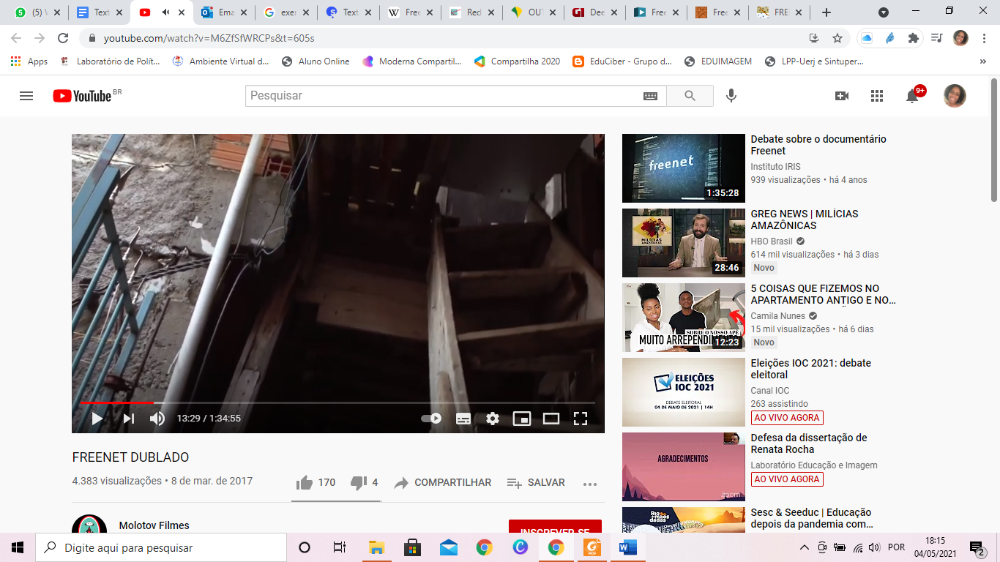 (5) V
Text
Ema
exer
Text
Free
Red
OUT
Dee
Free
Free
FRE
youtube.com/watch?v=M6ZfSfWRCPs&t=605s
Apps
Laboratório de Polít...
Ambiente Virtual d...
Aluno Online
Moderna Compartil...
Compartilha 2020
EduCiber - Grupo d...
EDUIMAGEM
LPP-Uerj e Sintuper...
»
YouTube BR
Pesquisar
9+
13:29 / 1:34:55
FREENET DUBLADO
4.383 visualizações • 8 de mar. de 2017
170
4
COMPARTILHAR
SALVAR
Molotov Filmes
INSCREVER-SE
freenet
1:35:28
Debate sobre o documentário
Freenet
Instituto IRIS
939 visualizações • há 4 anos
MILÍCIAS
AMAZÔNICAS
28:46
GREG NEWS | MILÍCIAS
AMAZÔNICAS
HBO Brasil
614 mil visualizações • há 3 dias
Novo
SOBRE O NOSSO APÊ
MUITO ARREPENDIMENTO
12:23
5 COISAS QUE FIZEMOS NO
APARTAMENTO ANTIGO E NO...
Camila Nunes
15 mil visualizações • há 6 dias
Novo
ELEIÇÕES
IOC 2021
DEBATE ELEITORAL
04 DE MAIO DE 2021 | 14H
Eleições IOC 2021: debate
eleitoral
Canal IOC
263 assistindo
AO VIVO AGORA
AGRADECIMENTOS
zoom
Defesa da dissertação de
Renata Rocha
Laboratório Educação e Imagem
AO VIVO AGORA
Sesc & Seeduc | Educação
depois da pandemia com...
Digite aqui para pesquisar
POR
18:15
04/05/2021
2